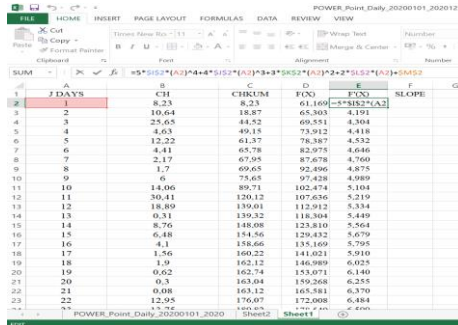 POWER_Point_Daily_20200101_202012
FILE HOME INSERT PAGE LAYOUT FORMULAS DATA REVIEW VIEW
Cut
Copy
Format Painter
Paste
Times New Ro 11 A A
B I U A
Wrap Text
Merge & Center
Number
%
Clipboard Font Alignment Number
SUM =5*$I$2*(A2)^4+4*$J$2*(A2)^3+3*$K$2*(A2)^2+2*$L$2*(A2)+$M$2
A B C D E F G
1 J DAYS CH CHKUM F(X) F'(X) SLOPE
2 1 8,23 8,23 61,169 =5*$I$2*(A2
3 2 10,64 18,87 65,303 4,191
4 3 25,65 44,52 69,551 4,304
5 4 4,63 49,15 73,912 4,418
6 5 12,22 61,37 78,387 4,532
7 6 4,41 65,78 82,975 4,646
8 7 2,17 67,95 87,678 4,760
9 8 1,7 69,65 92,496 4,875
10 9 6 75,65 97,428 4,989
11 10 14,06 89,71 102,474 5,104
12 11 30,41 120,12 107,636 5,219
13 12 18,89 139,01 112,912 5,334
14 13 0,31 139,32 118,304 5,449
15 14 8,76 148,08 123,810 5,564
16 15 6,48 154,56 129,432 5,679
17 16 4,1 158,66 135,169 5,795
18 17 1,56 160,22 141,021 5,910
19 18 1,9 162,12 146,989 6,025
20 19 0,62 162,74 153,071 6,140
21 20 0,3 163,04 159,268 6,255
22 21 0,08 163,12 165,581 6,370
23 22 12,95 176,07 172,008 6,484
POWER_Point_Daily_20200101_2020 Sheet2 Sheet1